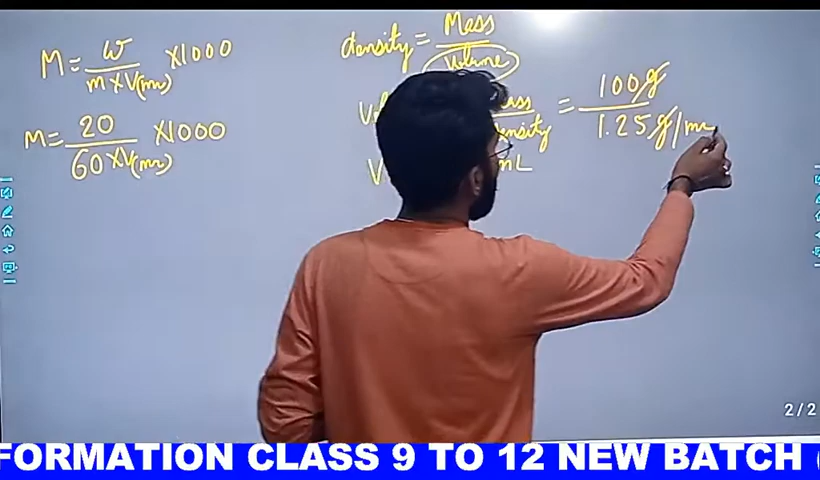 M = w / m × V(mL) × 1000
density = Mass / Volume
M = 20 / 60 × V(mL) × 1000
= 100g / 1.25g/mL
mL
2/2
FORMATION CLASS 9 TO 12 NEW BATCH (